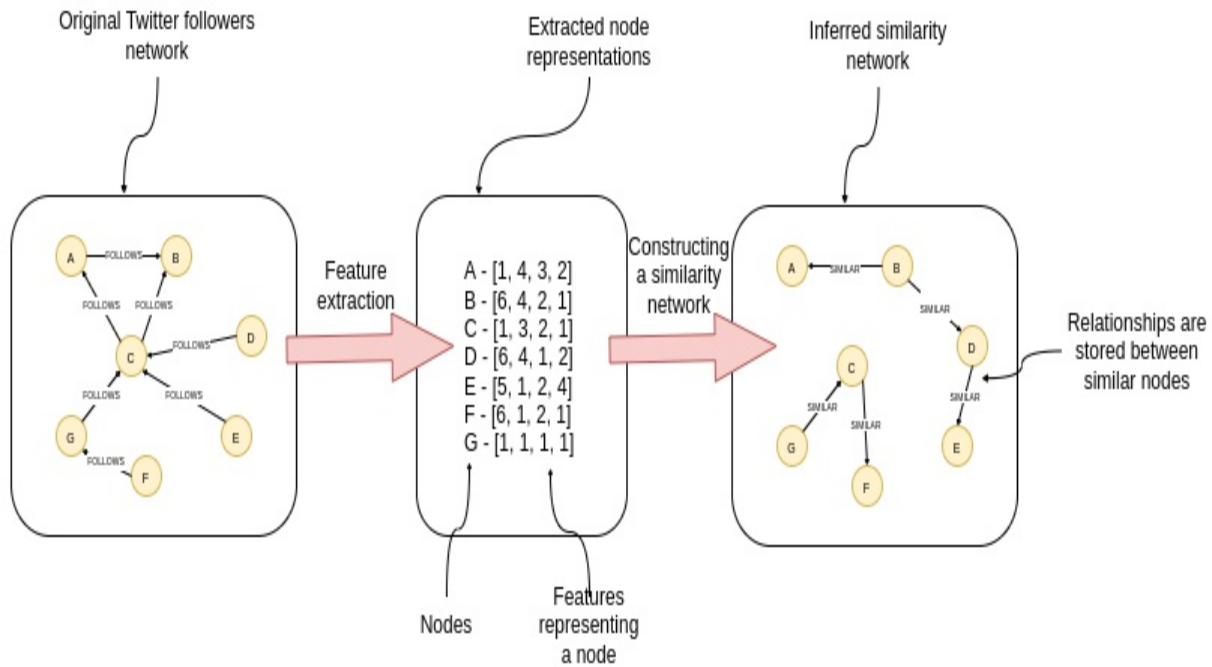 Original Twitter followers
network
Extracted node
representations
Inferred similarity
network
A
FOLLOWS
B
FOLLOWS
FOLLOWS
C
FOLLOWS
D
FOLLOWS
FOLLOWS
G
E
FOLLOWS
F
Feature
extraction
A - [1, 4, 3, 2]
B - [6, 4, 2, 1]
C - [1, 3, 2, 1]
D - [6, 4, 1, 2]
E - [5, 1, 2, 4]
F - [6, 1, 2, 1]
G - [1, 1, 1, 1]
Nodes
Features
representing
a node
Constructing
a similarity
network
A
SIMILAR
B
SIMILAR
D
C
SIMILAR
SIMILAR
SIMILAR
G
E
F
Relationships are
stored between
similar nodes